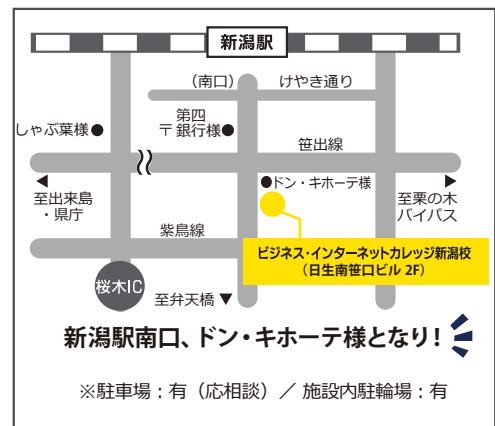 新潟駅
(南口)
けやき通り
第四
〒銀行様●
しゃぶ葉様●
笹出線
●ドン・キホーテ様
◀
至出来島
・県庁
▶
至栗の木
バイパス
紫鳥線
ビジネス・インターネットカレッジ新潟校
(日生南笹口ビル 2F)
桜木IC
至弁天橋▼
新潟駅南口、ドン・キホーテ様となり!
※駐車場:有(応相談)/ 施設内駐輪場:有